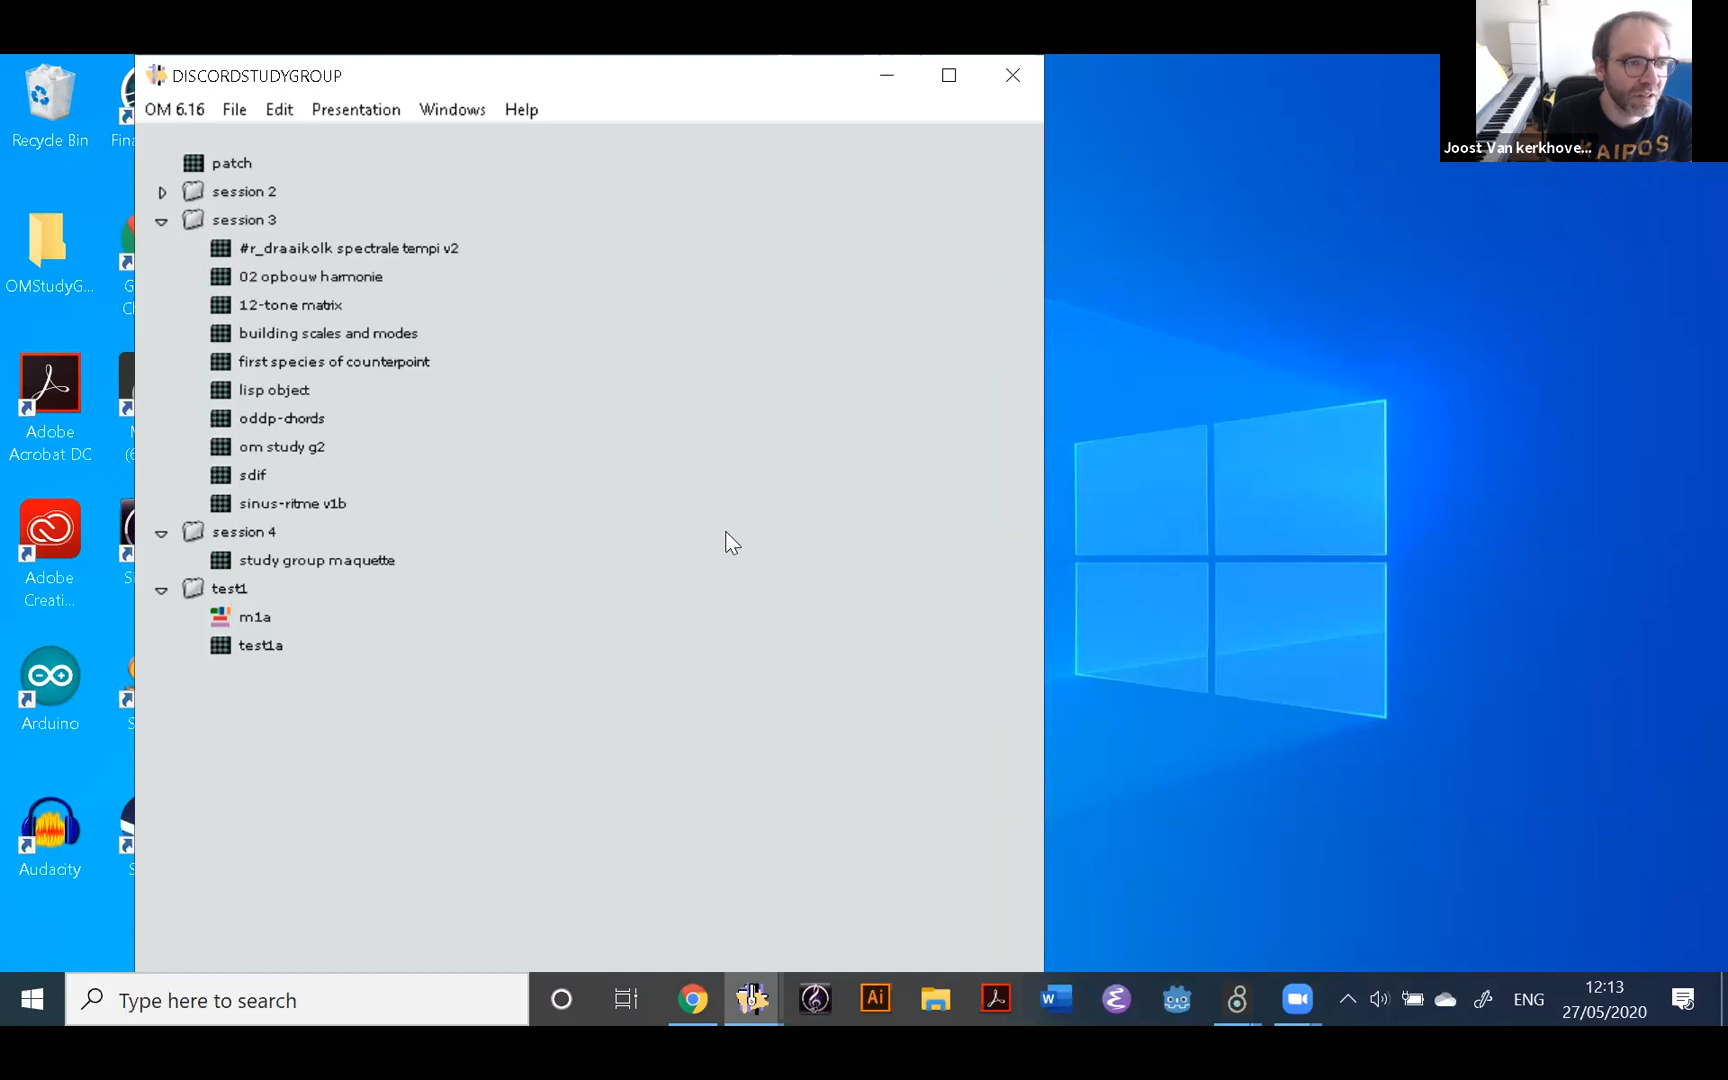 DISCORDSTUDYGROUP
OM 6.16 File Edit Presentation Windows Help
patch
session 2
session 3
#r_draaikolk spectrale tempi v2
02 opbouw harmonie
12-tone matrix
building scales and modes
first species of counterpoint
lisp object
oddp-chords
om study g2
sdif
sinus-ritme v1b
session 4
study group maquette
test1
m1a
test1a
Recycle Bin
OMStudyG...
Adobe
Acrobat DC
Adobe
Creati...
Arduino
Audacity
Joost Van kerkhove...
KAIPOS
Type here to search
Ai
W
ENG
12:13
27/05/2020